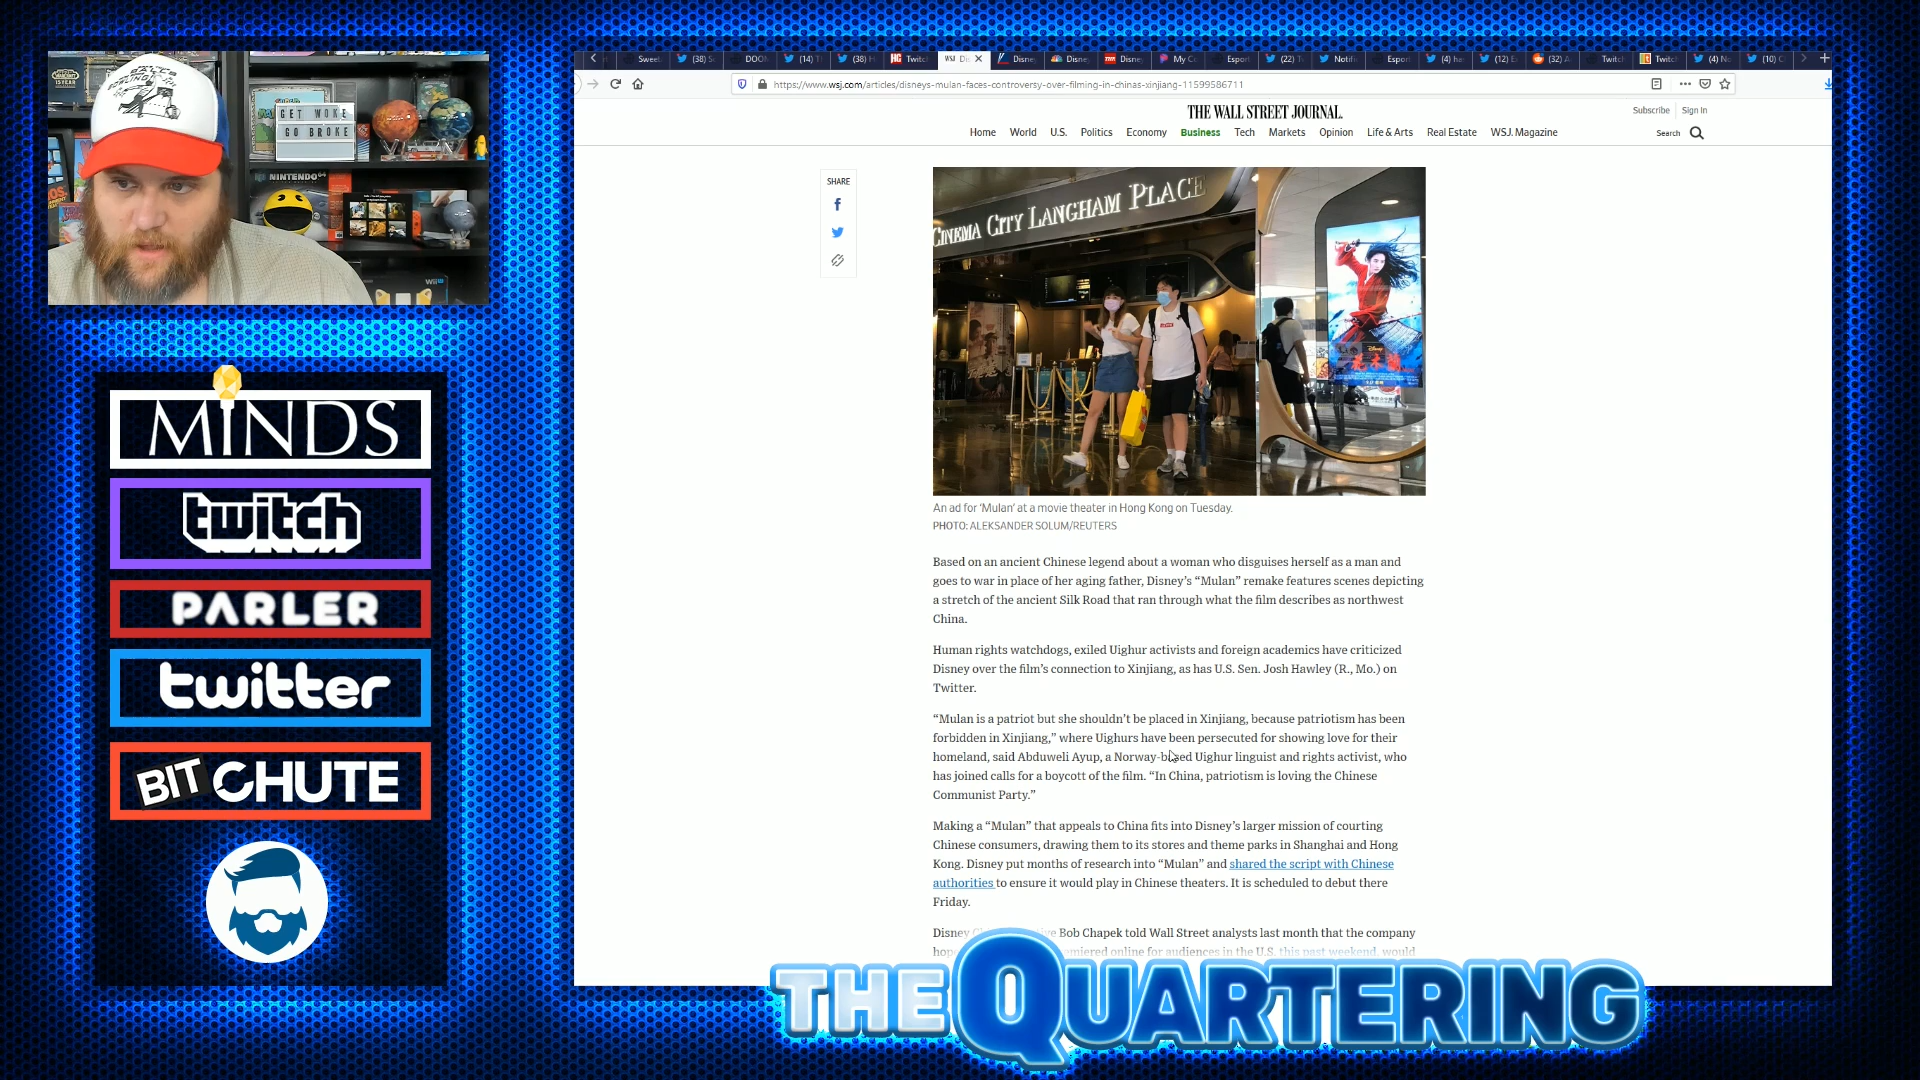 GET WOKE
GO BROKE
NINTENDO 64
MINDS
twitch
PARLER
twitter
BIT CHUTE
https://www.wsj.com/articles/disneys-mulan-faces-controversy-over-filming-in-chinas-xinjiang-11599586711
THE WALL STREET JOURNAL.
Subscribe Sign In
Home World U.S. Politics Economy Business Tech Markets Opinion Life & Arts Real Estate WSJ. Magazine
Search
SHARE
CINEMA CITY LANGHAM PLACE
An ad for ‘Mulan’ at a movie theater in Hong Kong on Tuesday.
PHOTO: ALEKSANDER SOLUM/REUTERS
Based on an ancient Chinese legend about a woman who disguises herself as a man and
goes to war in place of her aging father, Disney’s “Mulan” remake features scenes depicting
a stretch of the ancient Silk Road that ran through what the film describes as northwest
China.
Human rights watchdogs, exiled Uighur activists and foreign academics have criticized
Disney over the film’s connection to Xinjiang, as has U.S. Sen. Josh Hawley (R., Mo.) on
Twitter.
“Mulan is a patriot but she shouldn’t be placed in Xinjiang, because patriotism has been
forbidden in Xinjiang,” where Uighurs have been persecuted for showing love for their
homeland, said Abduweli Ayup, a Norway-based Uighur linguist and rights activist, who
has joined calls for a boycott of the film. “In China, patriotism is loving the Chinese
Communist Party.”
Making a “Mulan” that appeals to China fits into Disney’s larger mission of courting
Chinese consumers, drawing them to its stores and theme parks in Shanghai and Hong
Kong. Disney put months of research into “Mulan” and shared the script with Chinese
authorities to ensure it would play in Chinese theaters. It is scheduled to debut there
Friday.
Disney Bob Chapek told Wall Street analysts last month that the company
online for audiences in the U.S. this past weekend, would
THE QUARTERING